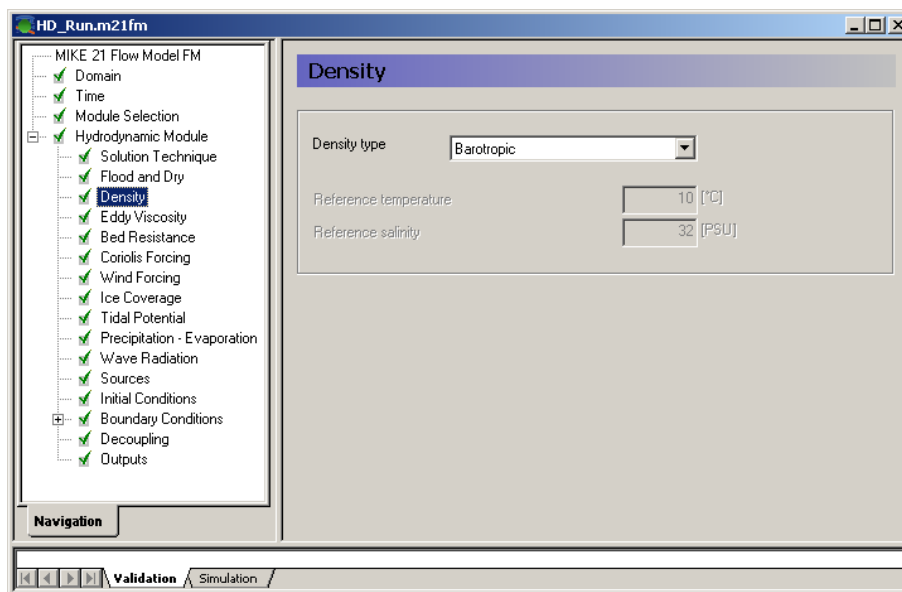 HD_Run.m21fm
MIKE 21 Flow Model FM
Domain
Time
Module Selection
Hydrodynamic Module
Solution Technique
Flood and Dry
Density
Eddy Viscosity
Bed Resistance
Coriolis Forcing
Wind Forcing
Ice Coverage
Tidal Potential
Precipitation - Evaporation
Wave Radiation
Sources
Initial Conditions
Boundary Conditions
Decoupling
Outputs
Navigation
Density
Density type Barotropic
Reference temperature 10 [°C]
Reference salinity 32 [PSU]
Validation Simulation